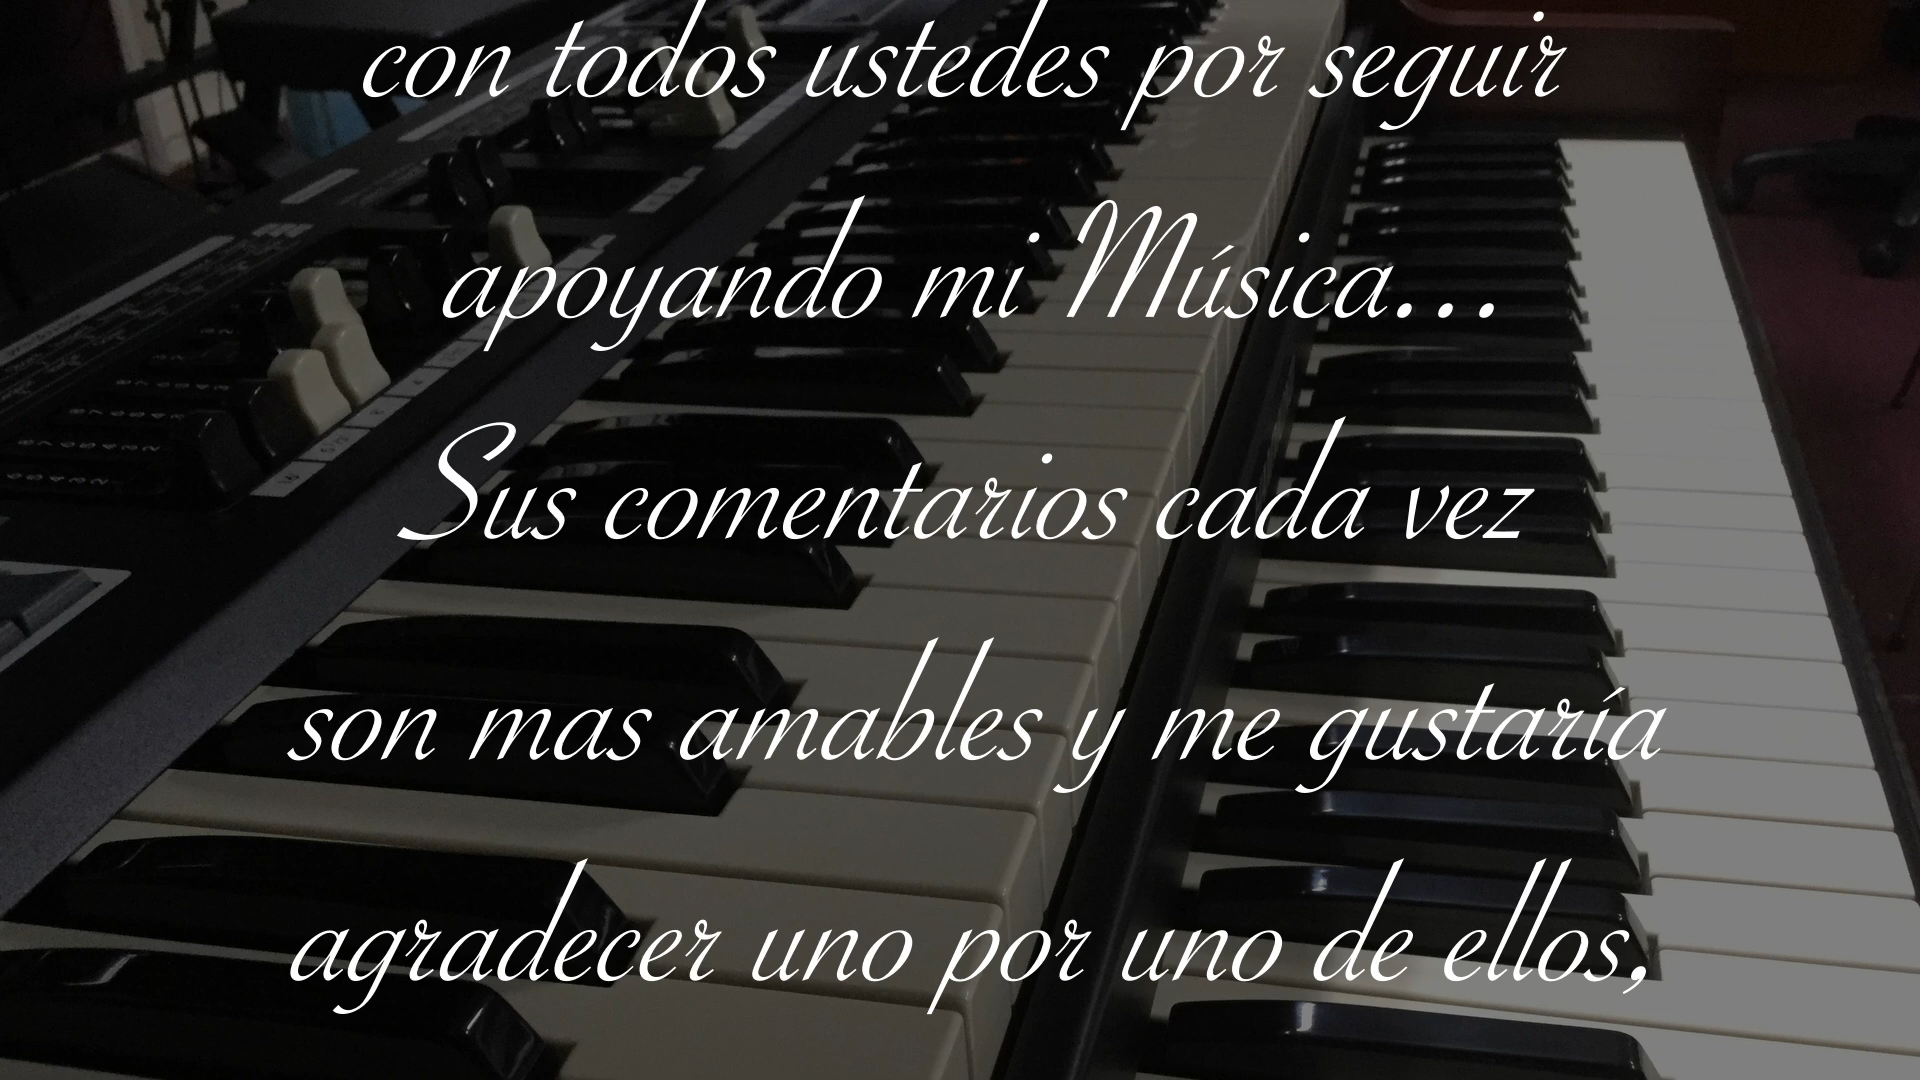 con todos ustedes por seguir
apoyando mi Música...
Sus comentarios cada vez
son mas amables y me gustaría
agradecer uno por uno de ellos,